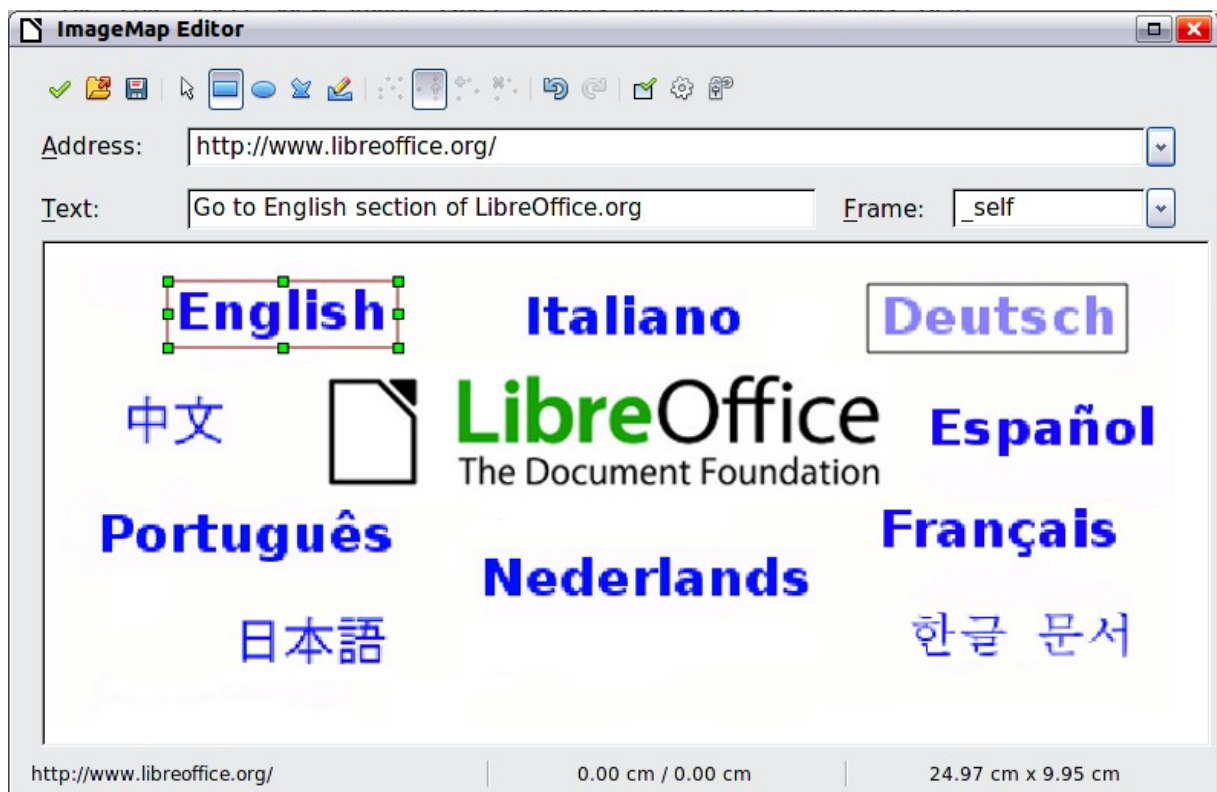 ImageMap Editor
Address: http://www.libreoffice.org/
Text: Go to English section of LibreOffice.org Frame: _self
English Italiano Deutsch
中文 LibreOffice Español
The Document Foundation
Português Français
Nederlands
日本語 한글 문서
http://www.libreoffice.org/ 0.00 cm / 0.00 cm 24.97 cm x 9.95 cm